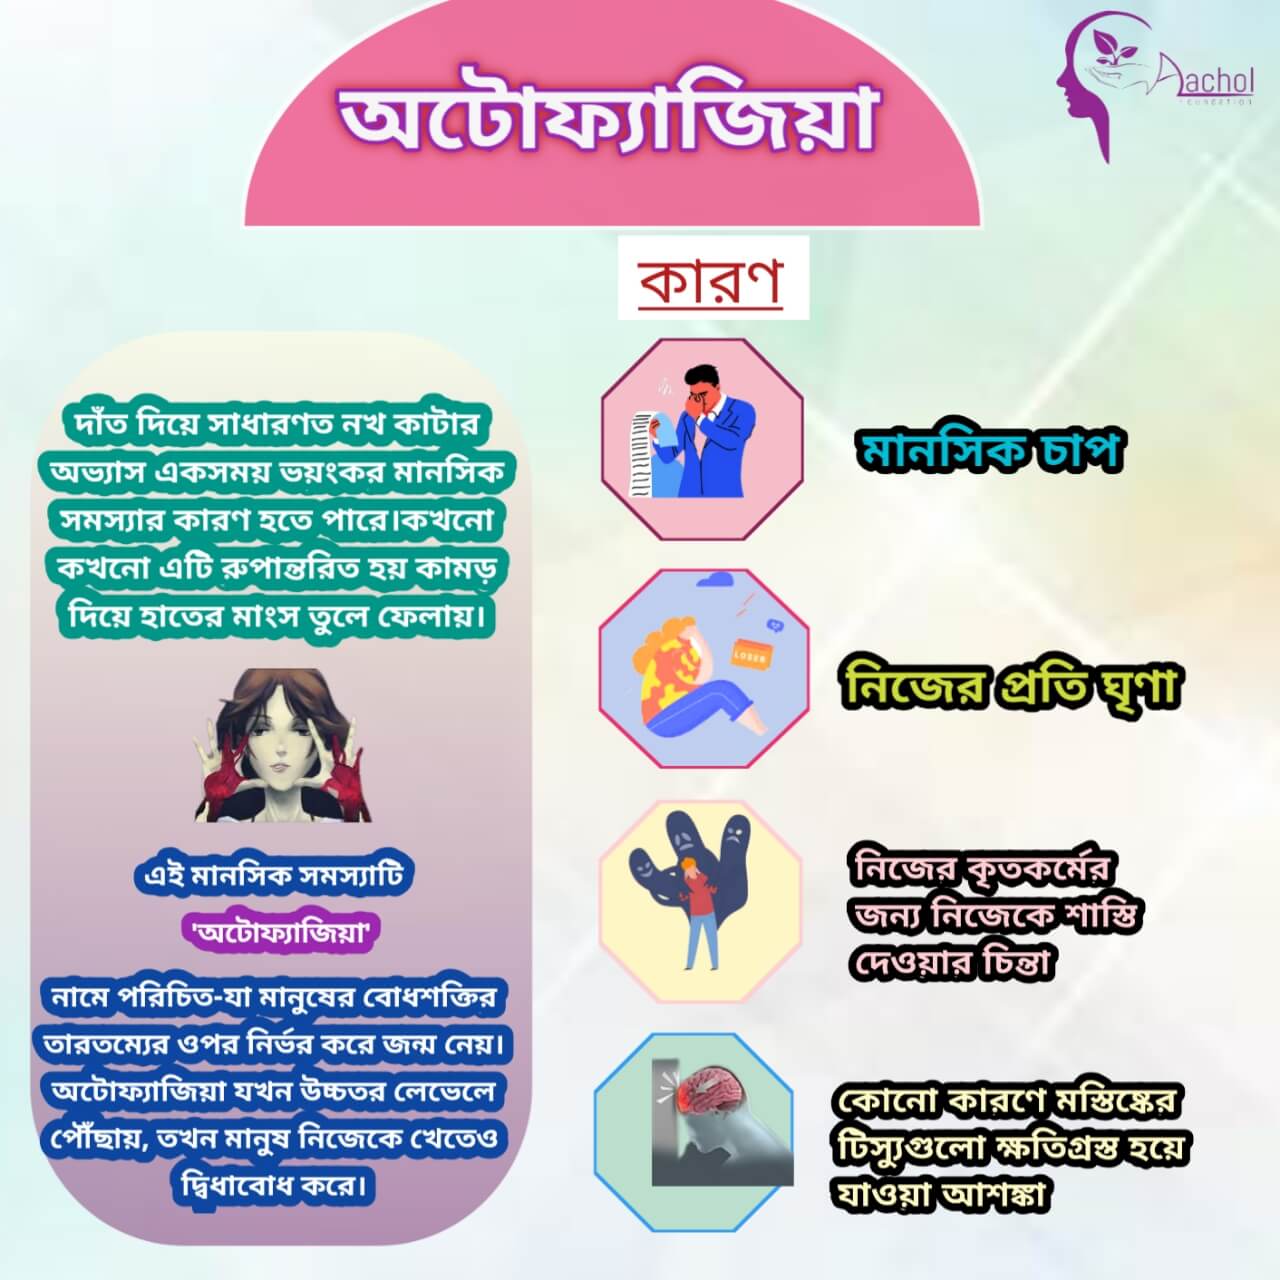 অটোফ্যাজিয়া
Aachol
FOUNDATION
কারণ
দাঁত দিয়ে সাধারণত নখ কাটার
অভ্যাস একসময় ভয়ংকর মানসিক
সমস্যার কারণ হতে পারে।কখনো
কখনো এটি রুপান্তরিত হয় কামড়
দিয়ে হাতের মাংস তুলে ফেলায়।
এই মানসিক সমস্যাটি
'অটোফ্যাজিয়া'
নামে পরিচিত-যা মানুষের বোধশক্তির
তারতম্যের ওপর নির্ভর করে জন্ম নেয়।
অটোফ্যাজিয়া যখন উচ্চতর লেভেলে
পৌঁছায়, তখন মানুষ নিজেকে খেতেও
দ্বিধাবোধ করে।
মানসিক চাপ
LOSER
নিজের প্রতি ঘৃণা
নিজের কৃতকর্মের
জন্য নিজেকে শাস্তি
দেওয়ার চিন্তা
কোনো কারণে মস্তিষ্কের
টিস্যুগুলো ক্ষতিগ্রস্ত হয়ে
যাওয়া আশঙ্কা